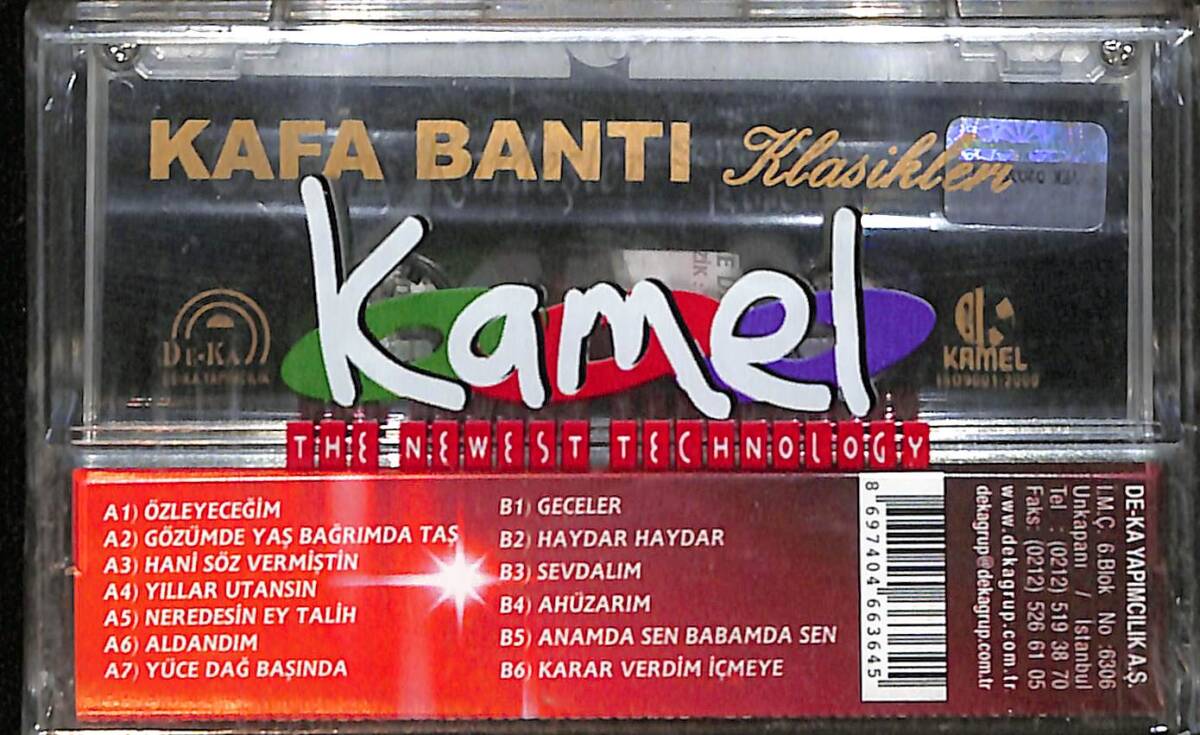 KAFA BANTI Klasikleri
Kamel
DE-KA
DE-KA YAPIMCILIK
KAMEL
ISO9001:2000
THE NEWEST TECHNOLOGY
A1) ÖZLEYECEĞİM
A2) GÖZÜMDE YAŞ BAĞRIMDA TAŞ
A3) HANİ SÖZ VERMİŞTİN
A4) YILLAR UTANSIN
A5) NEREDESİN EY TALİH
A6) ALDANDIM
A7) YÜCE DAĞ BAŞINDA
B1) GECELER
B2) HAYDAR HAYDAR
B3) SEVDALIM
B4) AHÜZARIM
B5) ANAMDA SEN BABAMDA SEN
B6) KARAR VERDİM İÇMEYE
8 697404 663645
DE-KA YAPIMCILIK A.Ş.
İ.M.Ç. 6.Blok No :6306
Unkapanı / İstanbul
Tel : (0212) 519 38 70
Faks: (0212) 526 61 05
www.dekagrup.com.tr
dekagrup@dekagrup.com.tr